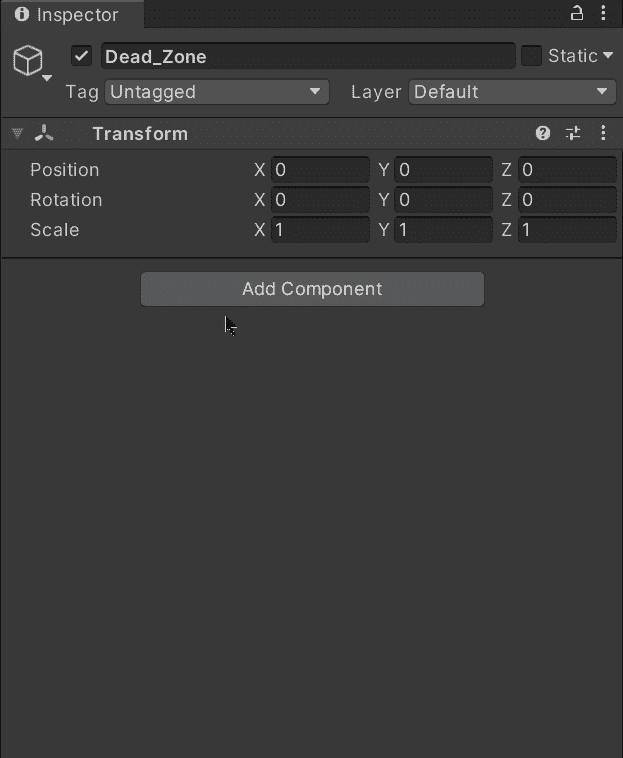 Inspector
Dead_Zone Static
Tag Untagged Layer Default
Transform
Position X 0 Y 0 Z 0
Rotation X 0 Y 0 Z 0
Scale X 1 Y 1 Z 1
Add Component